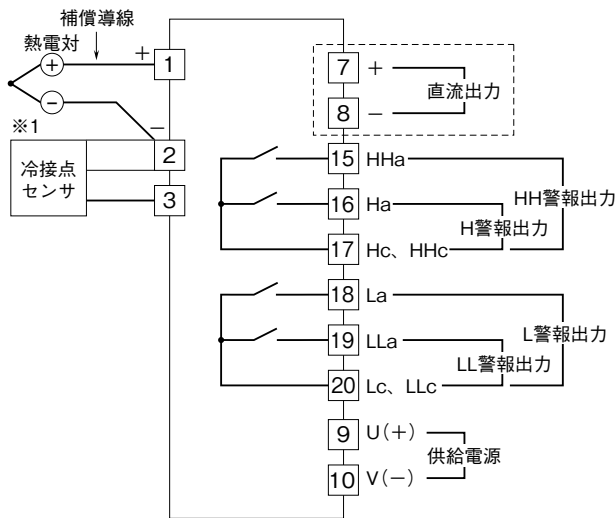 補償導線
熱電対
+
+
1
−
−
※1
2
冷接点
センサ
3
7
+
直流出力
8
−
15
HHa
HH警報出力
16
Ha
H警報出力
17
Hc、HHc
18
La
L警報出力
19
LLa
LL警報出力
20
Lc、LLc
9
U(+)
供給電源
10
V(−)